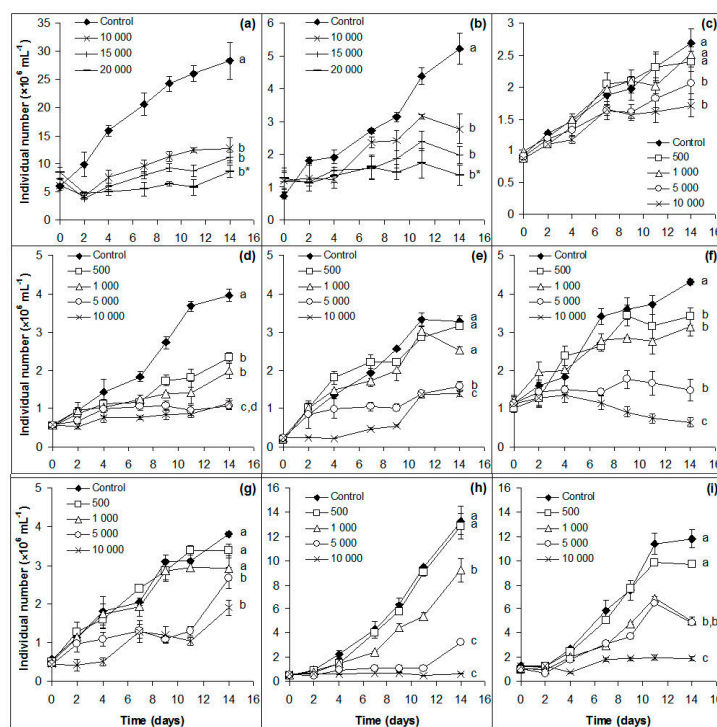 (a)
Individual number (×10⁶ mL⁻¹)
35
30
25
20
15
10
5
0
Control
10 000
15 000
20 000
a
b
b
b*
0 2 4 6 8 10 12 14 16
(b)
Individual number (×10⁶ mL⁻¹)
6
5
4
3
2
1
0
Control
10 000
15 000
20 000
a
b
b
b*
0 2 4 6 8 10 12 14 16
(c)
3
2.5
2
1.5
1
0.5
0
a
a
a
b
b
Control
500
1 000
5 000
10 000
0 2 4 6 8 10 12 14 16
(d)
Individual number (×10⁶ mL⁻¹)
5
4
3
2
1
0
Control
500
1 000
5 000
10 000
a
b
b
c,d
0 2 4 6 8 10 12 14 16
(e)
5
4
3
2
1
0
Control
500
1 000
5 000
10 000
a
a
a
b
c
0 2 4 6 8 10 12 14 16
(f)
5
4
3
2
1
0
Control
500
1 000
5 000
10 000
a
b
b
b
c
0 2 4 6 8 10 12 14 16
(g)
Individual number (×10⁶ mL⁻¹)
5
4
3
2
1
0
Control
500
1 000
5 000
10 000
a
a
a
b
b
0 2 4 6 8 10 12 14 16
Time (days)
(h)
16
14
12
10
8
6
4
2
0
Control
500
1 000
5 000
10 000
a
a
b
c
c
0 2 4 6 8 10 12 14 16
Time (days)
(i)
16
14
12
10
8
6
4
2
0
Control
500
1 000
5 000
10 000
a
a
b,b
c
0 2 4 6 8 10 12 14 16
Time (days)